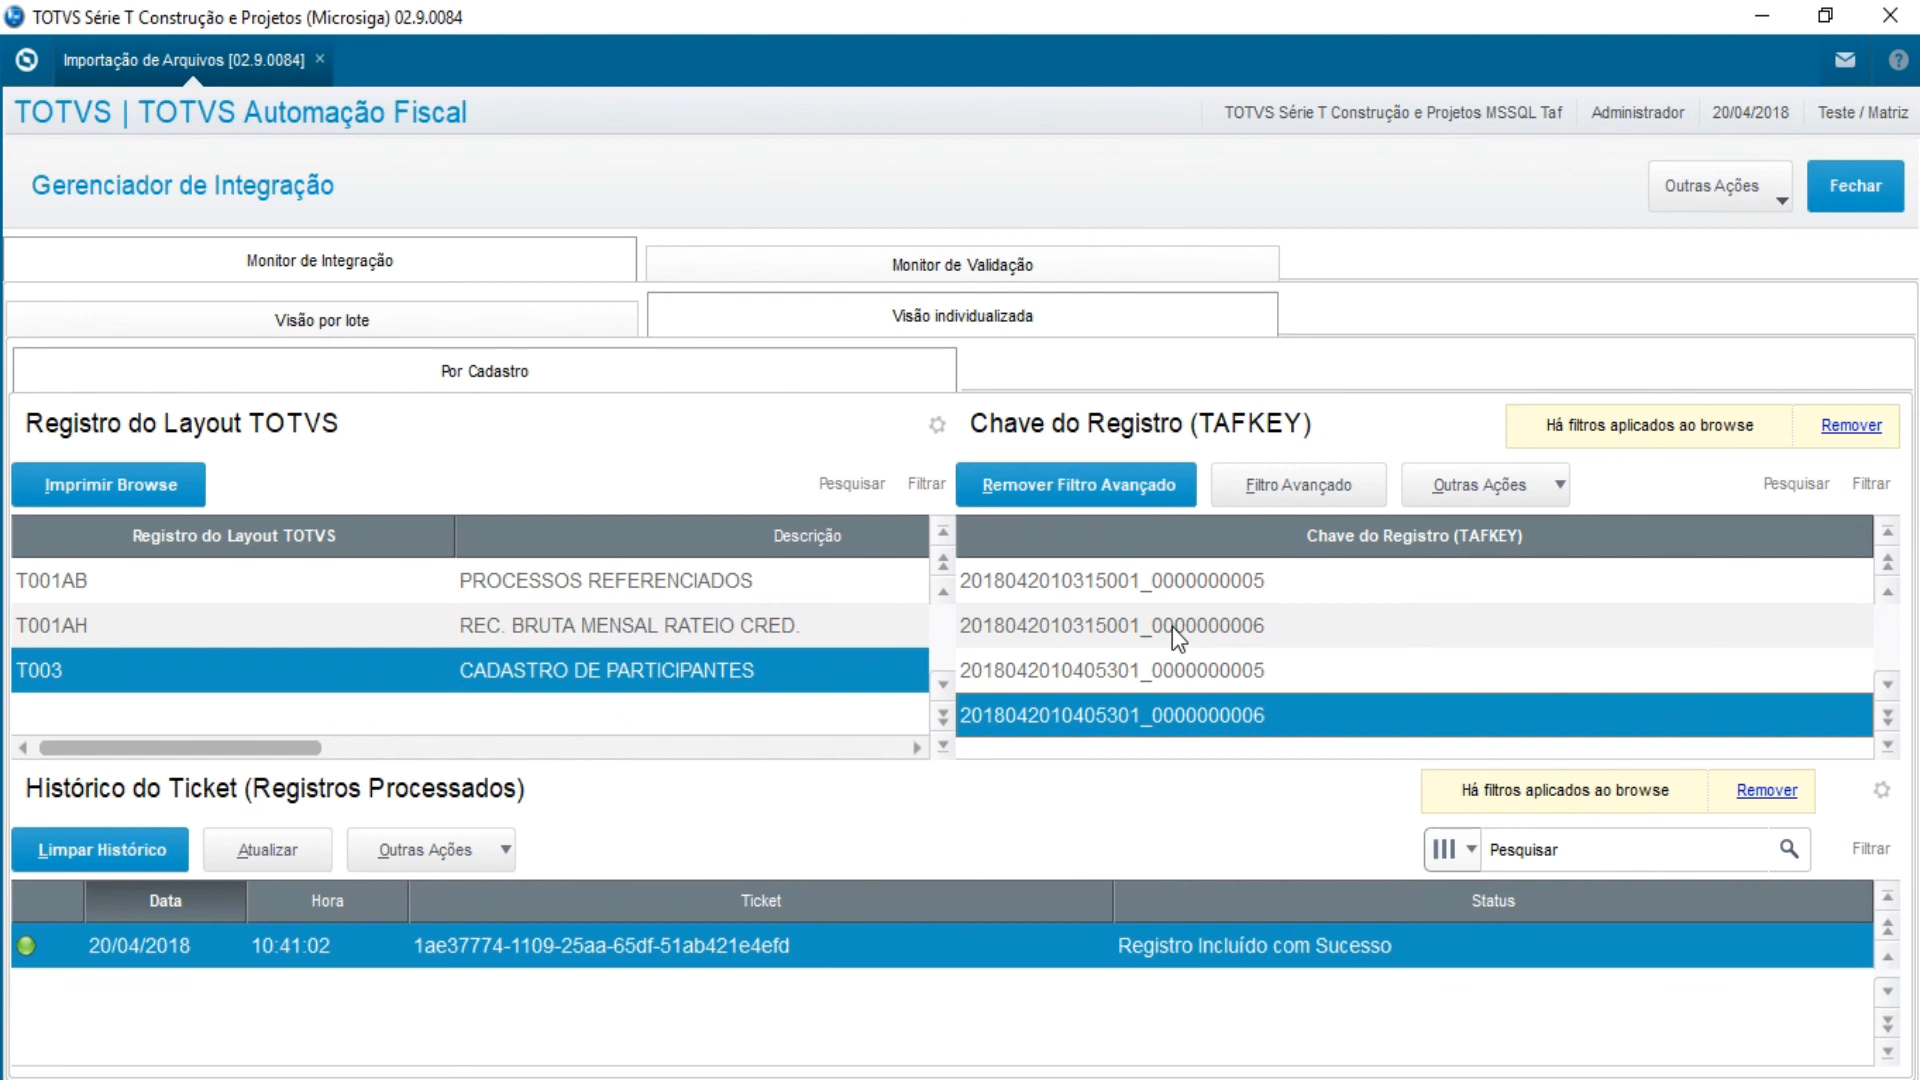 TOTVS Série T Construção e Projetos (Microsiga) 02.9.0084
Importação de Arquivos [02.9.0084]
TOTVS | TOTVS Automação Fiscal
TOTVS Série T Construção e Projetos MSSQL Taf
Administrador
20/04/2018
Teste / Matriz
Gerenciador de Integração
Outras Ações
Fechar
Monitor de Integração
Monitor de Validação
Visão por lote
Visão individualizada
Por Cadastro
Registro do Layout TOTVS
Chave do Registro (TAFKEY)
Há filtros aplicados ao browse
Remover
Imprimir Browse
Pesquisar
Filtrar
Remover Filtro Avançado
Filtro Avançado
Outras Ações
Pesquisar
Filtrar
Registro do Layout TOTVS
Descrição
Chave do Registro (TAFKEY)
T001AB
PROCESSOS REFERENCIADOS
2018042010315001_0000000005
T001AH
REC. BRUTA MENSAL RATEIO CRED.
2018042010315001_0000000006
T003
CADASTRO DE PARTICIPANTES
2018042010405301_0000000005
2018042010405301_0000000006
Histórico do Ticket (Registros Processados)
Há filtros aplicados ao browse
Remover
Limpar Histórico
Atualizar
Outras Ações
Pesquisar
Filtrar
Data
Hora
Ticket
Status
20/04/2018
10:41:02
1ae37774-1109-25aa-65df-51ab421e4efd
Registro Incluído com Sucesso